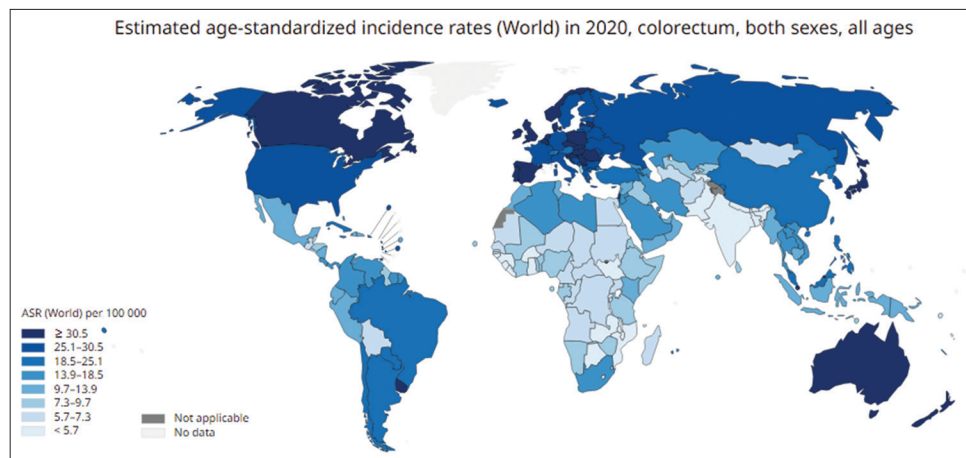 Estimated age-standardized incidence rates (World) in 2020, colorectum, both sexes, all ages
ASR (World) per 100 000
≥ 30.5
25.1–30.5
18.5–25.1
13.9–18.5
9.7–13.9
7.3–9.7
5.7–7.3
< 5.7
Not applicable
No data